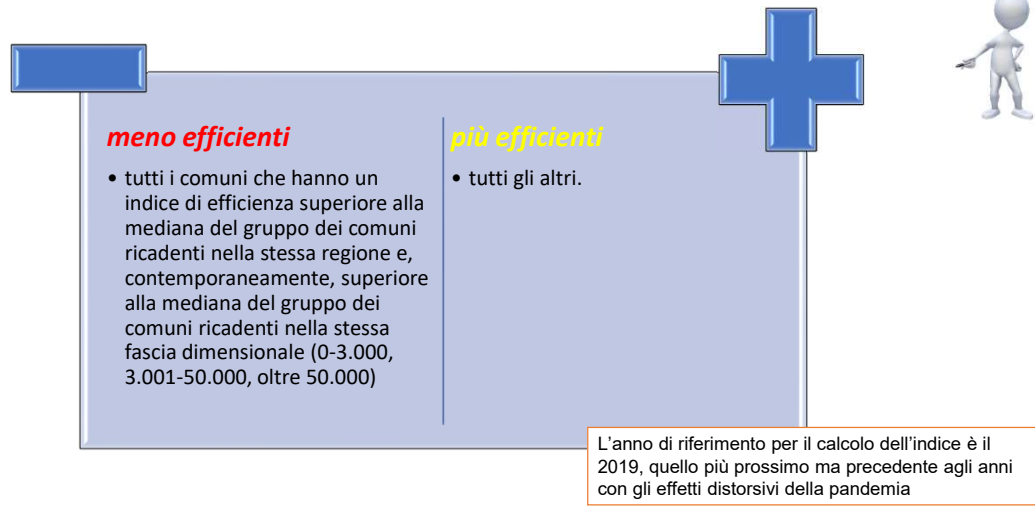 meno efficienti
• tutti i comuni che hanno un
indice di efficienza superiore alla
mediana del gruppo dei comuni
ricadenti nella stessa regione e,
contemporaneamente, superiore
alla mediana del gruppo dei
comuni ricadenti nella stessa
fascia dimensionale (0-3.000,
3.001-50.000, oltre 50.000)
più efficienti
• tutti gli altri.
L’anno di riferimento per il calcolo dell’indice è il
2019, quello più prossimo ma precedente agli anni
con gli effetti distorsivi della pandemia